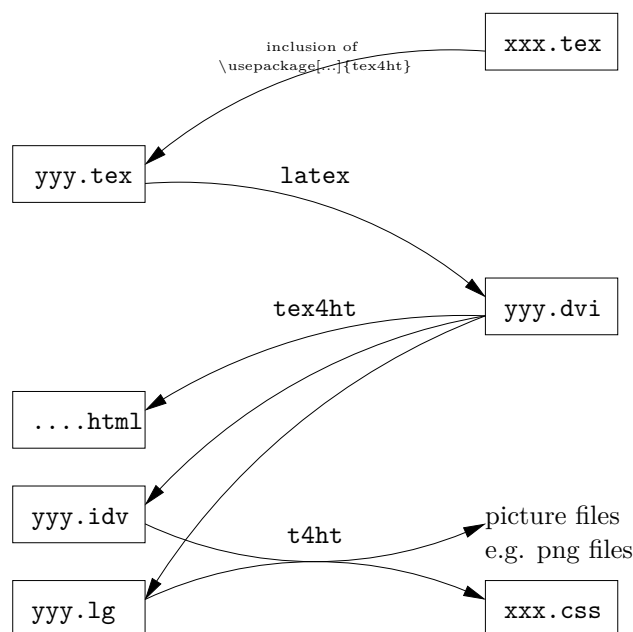 inclusion of
\usepackage[...]{tex4ht}
xxx.tex
yyy.tex
latex
yyy.dvi
tex4ht
....html
yyy.idv
t4ht
picture files
e.g. png files
yyy.lg
xxx.css